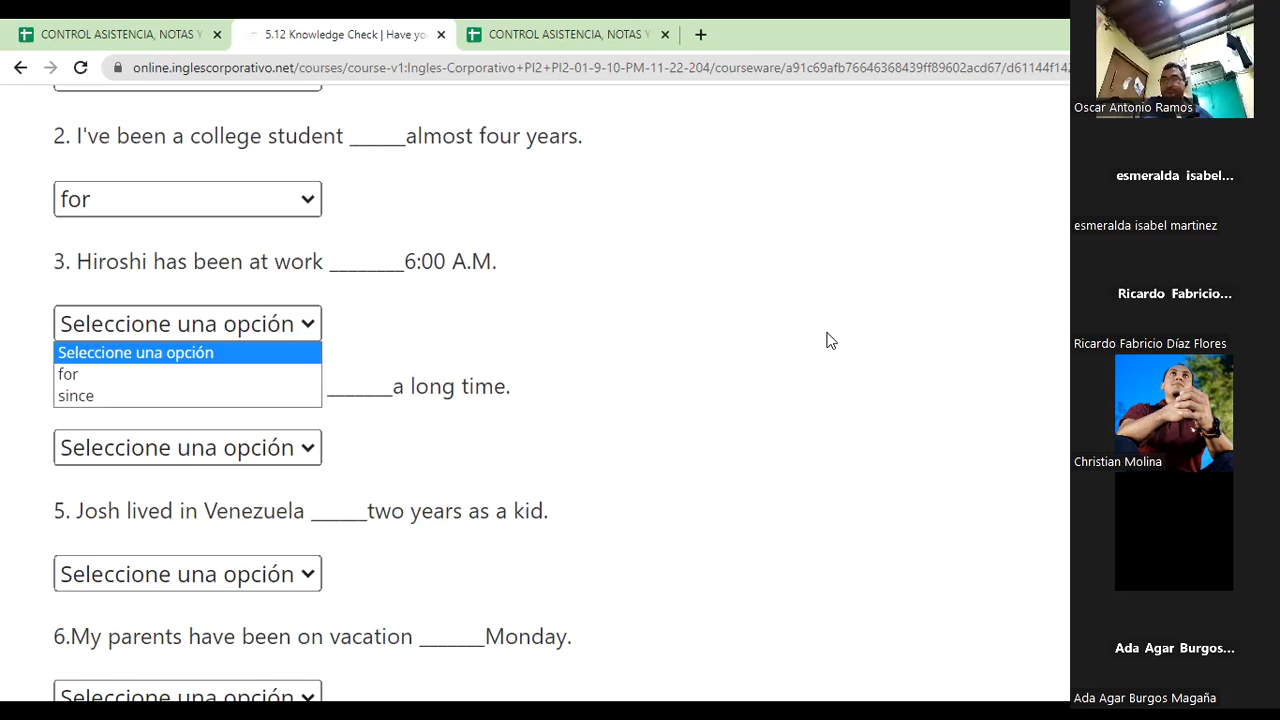 CONTROL ASISTENCIA, NOTAS Y
5.12 Knowledge Check | Have yo
CONTROL ASISTENCIA, NOTAS Y
online.inglescorporativo.net/courses/course-v1:Ingles-Corporativo+PI2+PI2-01-9-10-PM-11-22-204/courseware/a91c69afb76646368439ff89602acd67/d61144f142
2. I've been a college student ______almost four years.
for
3. Hiroshi has been at work ________6:00 A.M.
Seleccione una opción
Seleccione una opción
for
since
_______a long time.
Seleccione una opción
5. Josh lived in Venezuela ______two years as a kid.
Seleccione una opción
6.My parents have been on vacation _______Monday.
Seleccione una opción
Oscar Antonio Ramos
esmeralda isabel...
esmeralda isabel martinez
Ricardo Fabricio...
Ricardo Fabricio Díaz Flores
Christian Molina
Ada Agar Burgos...
Ada Agar Burgos Magaña